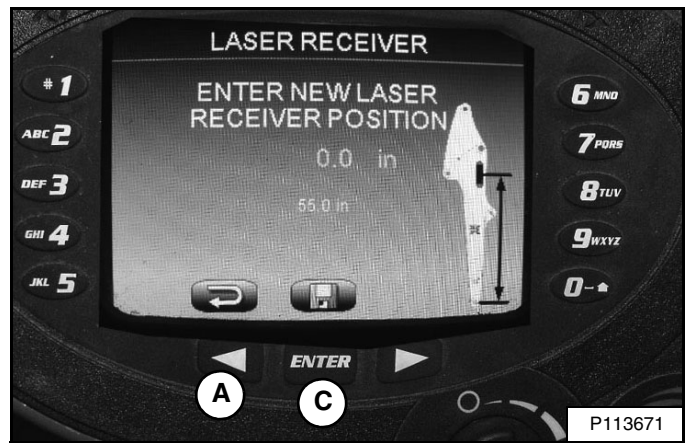 LASER RECEIVER
ENTER NEW LASER
RECEIVER POSITION
0.0 in
55.0 in
# 1
ABC 2
DEF 3
GHI 4
JKL 5
6 MNO
7 PQRS
8 TUV
9 WXYZ
0-
ENTER
A
C
P113671